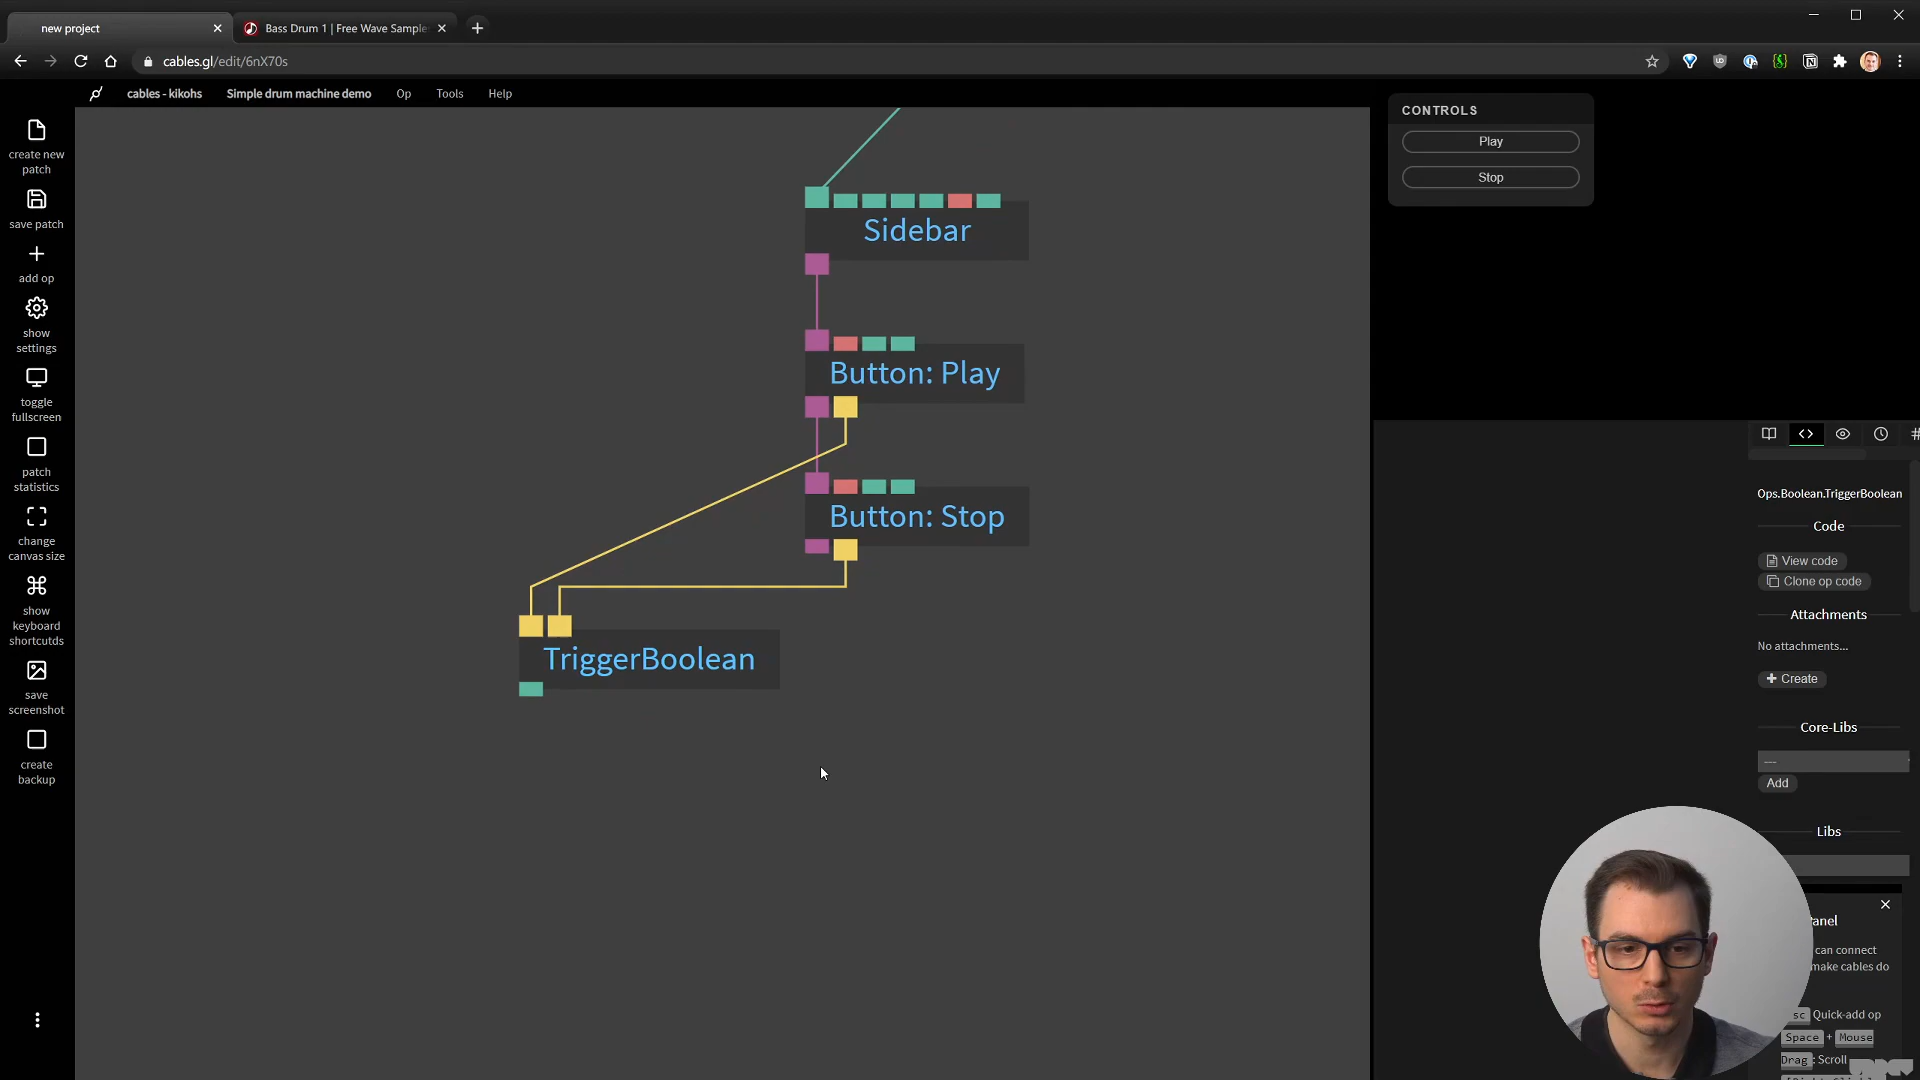 new project
Bass Drum 1 | Free Wave Sample
cables.gl/edit/6nX70s
cables - kikohs
Simple drum machine demo
Op
Tools
Help
create new
patch
save patch
add op
show
settings
toggle
fullscreen
patch
statistics
change
canvas size
show
keyboard
shortcutds
save
screenshot
create
backup
Sidebar
Button: Play
Button: Stop
TriggerBoolean
CONTROLS
Play
Stop
Ops.Boolean.TriggerBoolean
Code
View code
Clone op code
Attachments
No attachments...
Create
Core-Libs
---
Add
Libs
anel
can connect
make cables do
sc Quick-add op
Space + Mouse
Drag: Scroll